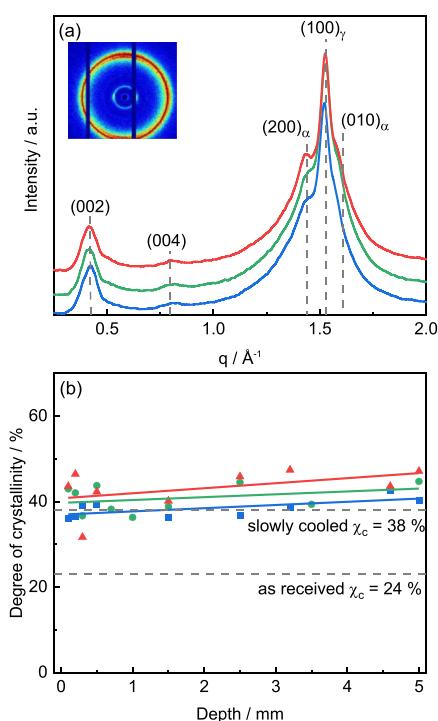 (a)
(100)γ
(200)α
(010)α
(002)
(004)
Intensity / a.u.
0.5 1.0 1.5 2.0
q / Å⁻¹
(b)
60
40
20
0
Degree of crystallinity / %
slowly cooled χc = 38 %
as received χc = 24 %
0 1 2 3 4 5
Depth / mm